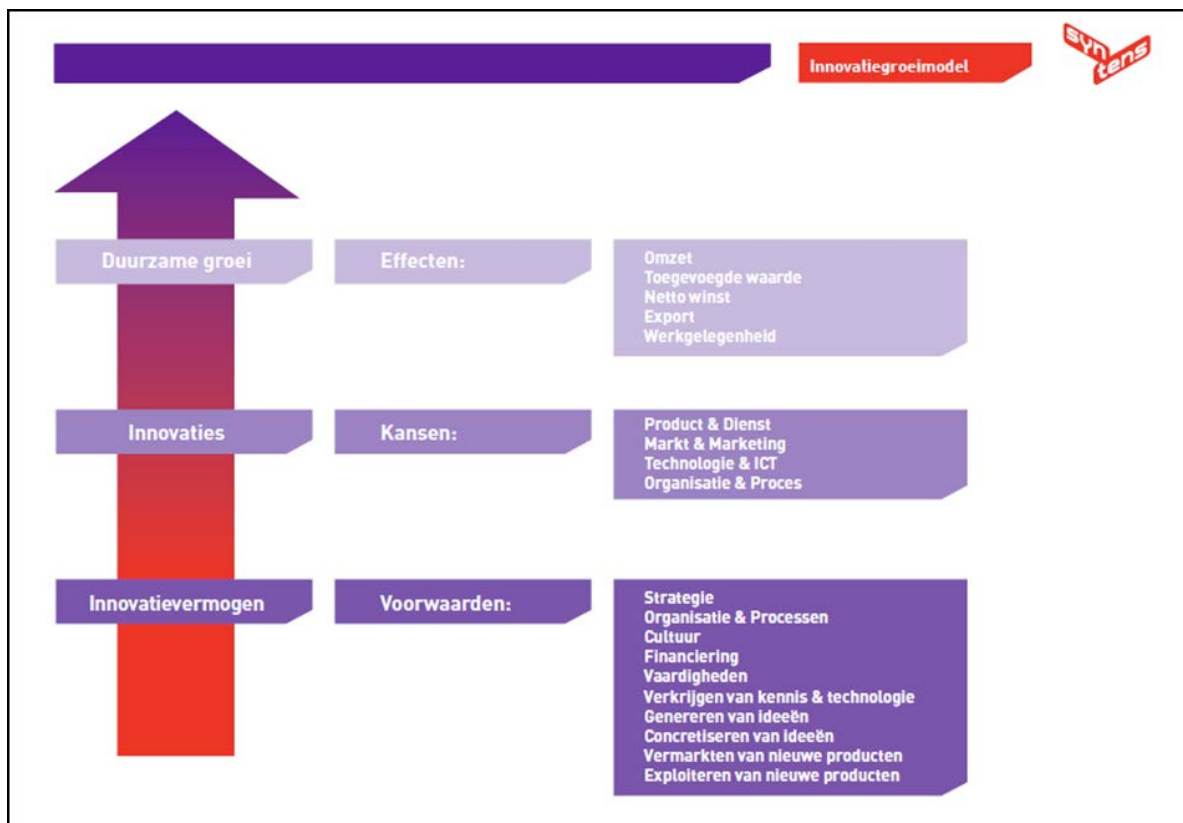 Innovatiegroeimodel
syn
tens
Duurzame groei
Effecten:
Omzet
Toegevoegde waarde
Netto winst
Export
Werkgelegenheid
Innovaties
Kansen:
Product & Dienst
Markt & Marketing
Technologie & ICT
Organisatie & Proces
Innovatievermogen
Voorwaarden:
Strategie
Organisatie & Processen
Cultuur
Financiering
Vaardigheden
Verkrijgen van kennis & technologie
Genereren van ideeën
Concretiseren van ideeën
Vermarkten van nieuwe producten
Exploiteren van nieuwe producten